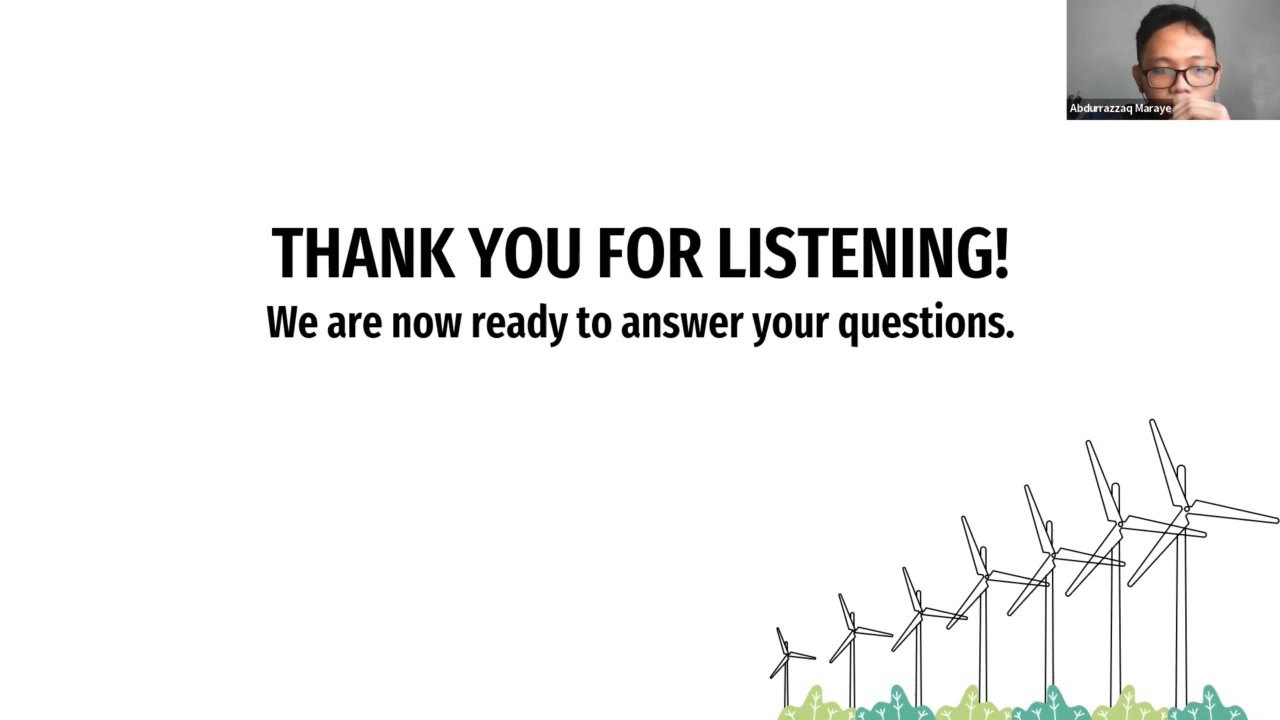 Abdurrazzaq Maraye
THANK YOU FOR LISTENING!
We are now ready to answer your questions.